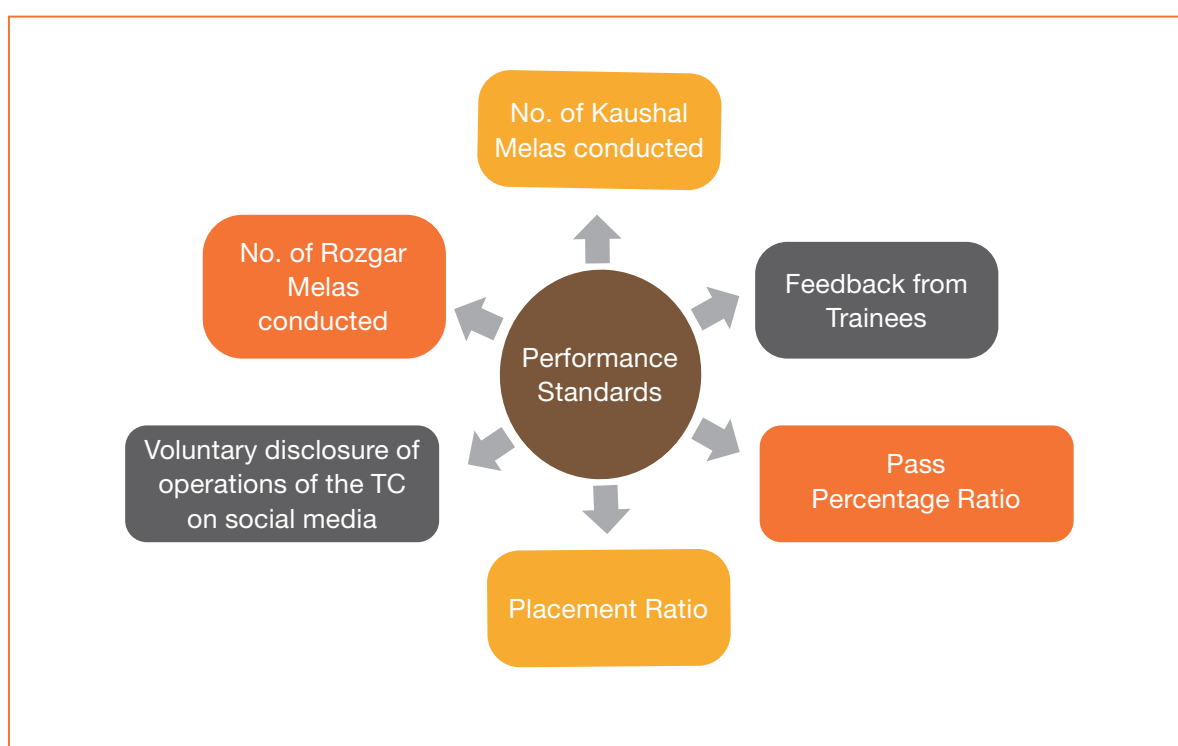 No. of Kaushal
Melas conducted
No. of Rozgar
Melas
conducted
Feedback from
Trainees
Performance
Standards
Voluntary disclosure of
operations of the TC
on social media
Pass
Percentage Ratio
Placement Ratio